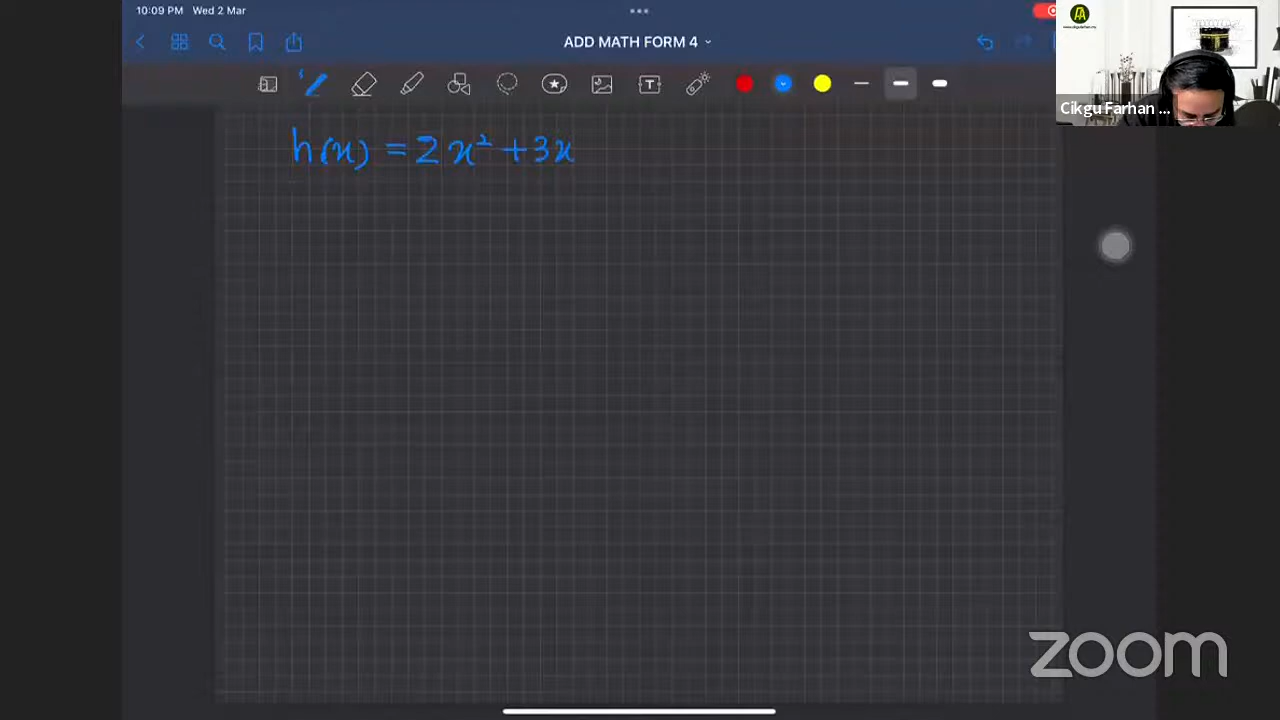 10:09 PM Wed 2 Mar
ADD MATH FORM 4
Cikgu Farhan ...
h(x) = 2x² + 3x
zoom